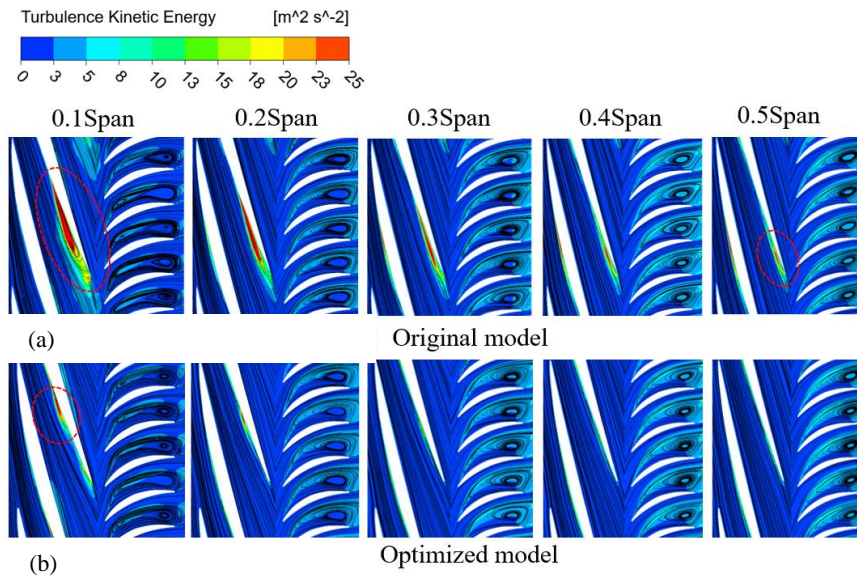 Turbulence Kinetic Energy [m^2 s^-2]
0 3 5 8 10 13 15 18 20 23 25
0.1Span 0.2Span 0.3Span 0.4Span 0.5Span
(a) Original model
(b) Optimized model